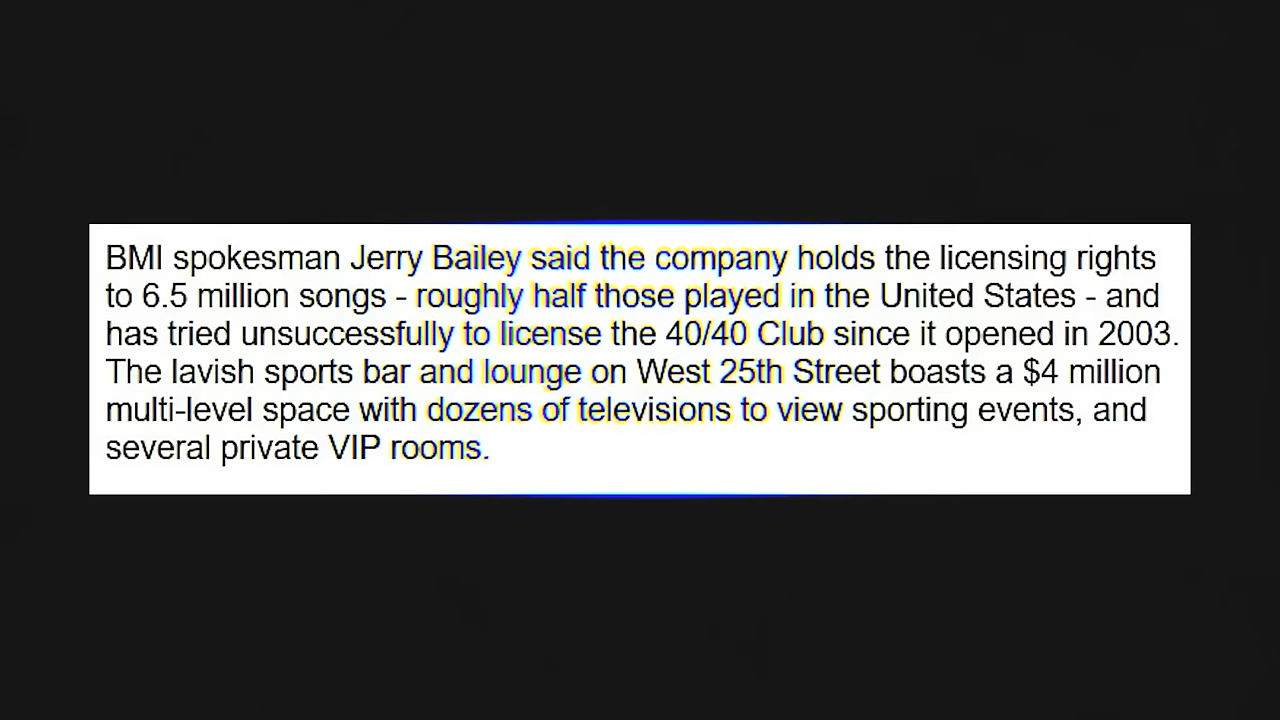 BMI spokesman Jerry Bailey said the company holds the licensing rights
to 6.5 million songs - roughly half those played in the United States - and
has tried unsuccessfully to license the 40/40 Club since it opened in 2003.
The lavish sports bar and lounge on West 25th Street boasts a $4 million
multi-level space with dozens of televisions to view sporting events, and
several private VIP rooms.